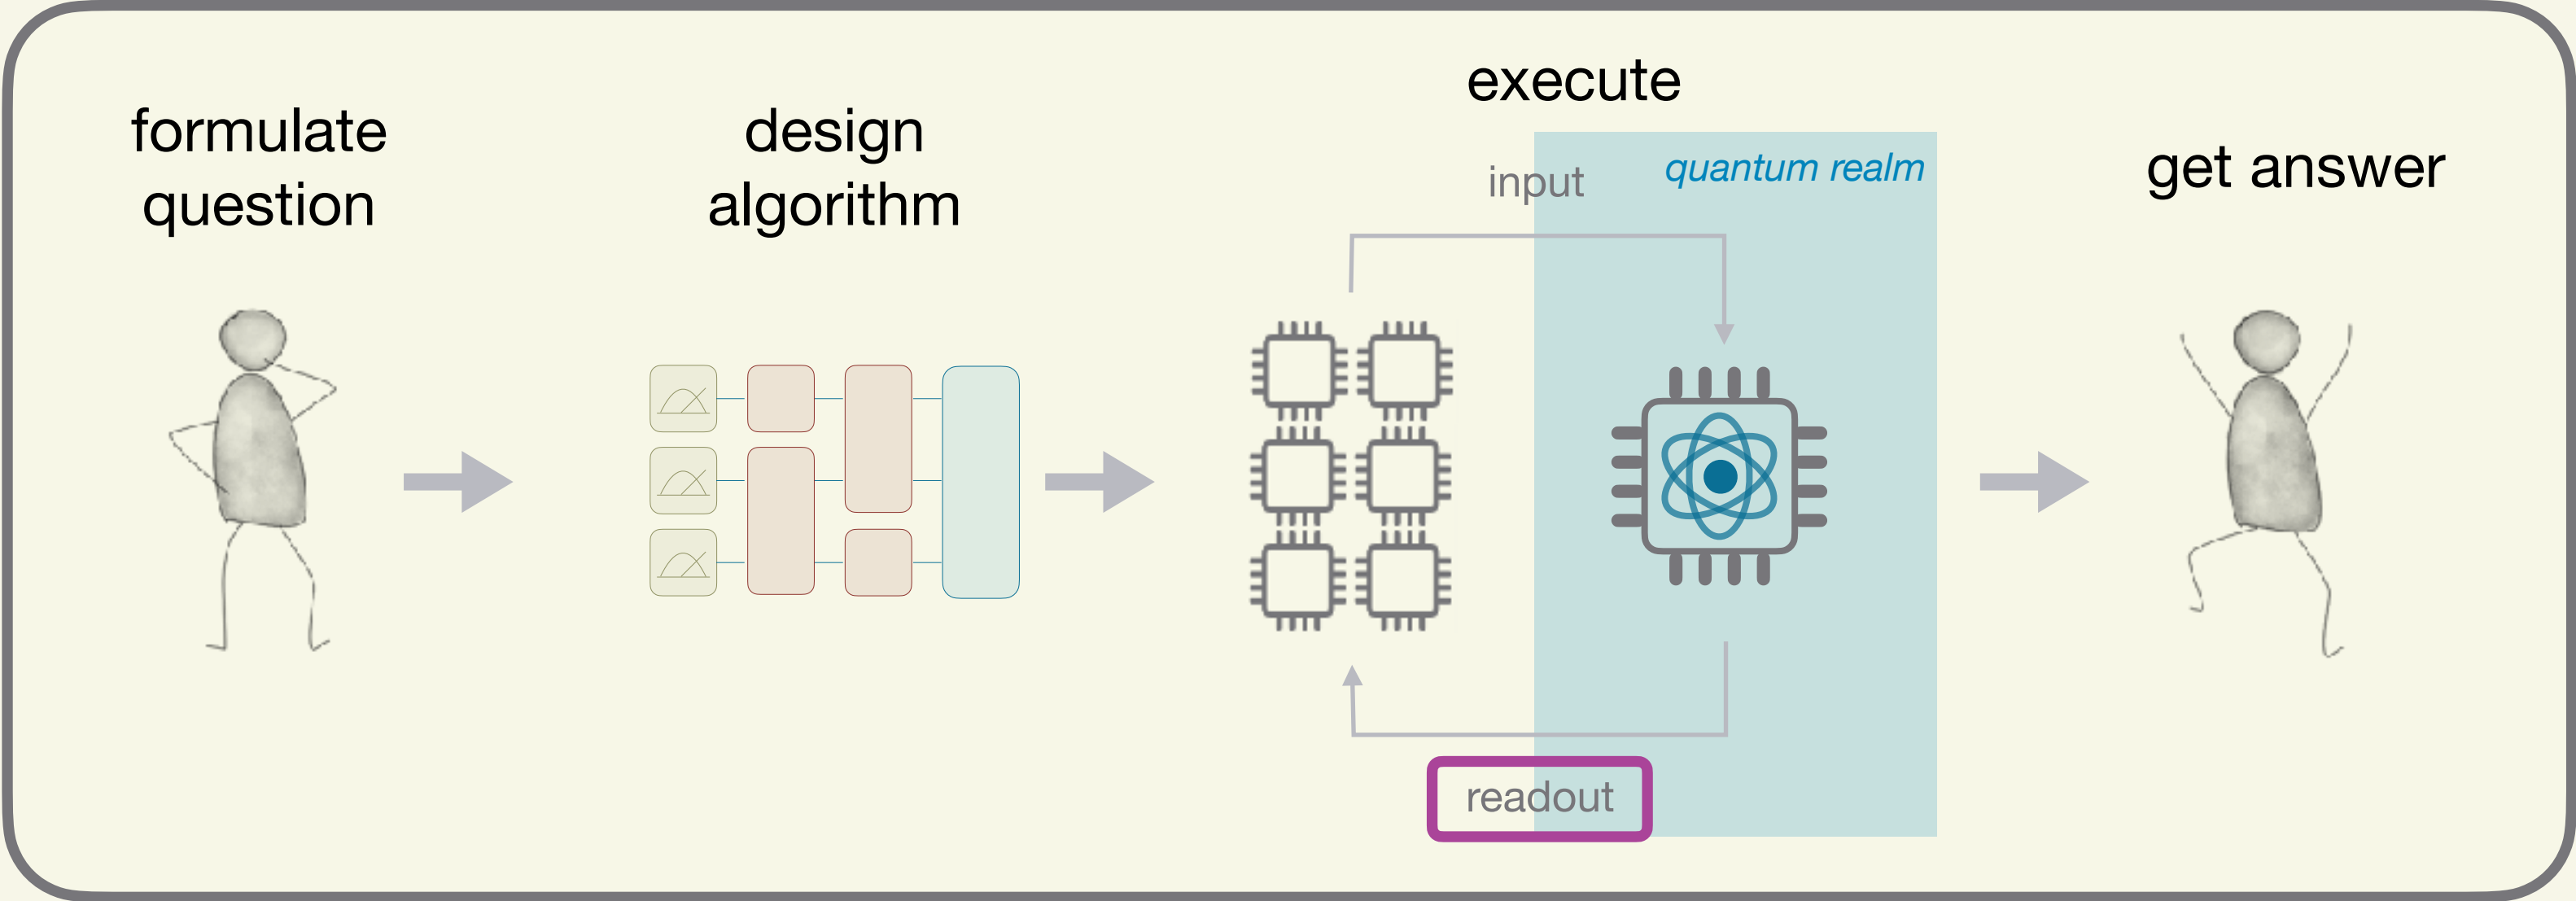 formulate
question
design
algorithm
execute
input
quantum realm
readout
get answer